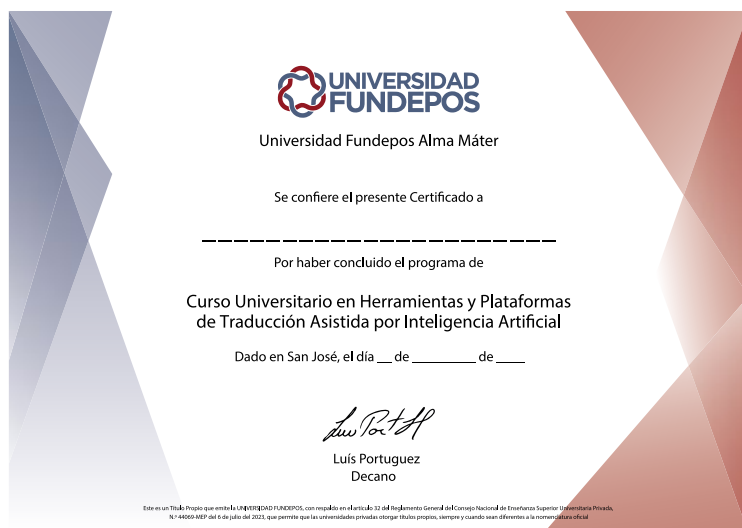 UNIVERSIDAD
FUNDEPOS
Universidad Fundepos Alma Máter
Se confiere el presente Certificado a
Por haber concluido el programa de
Curso Universitario en Herramientas y Plataformas
de Traducción Asistida por Inteligencia Artificial
Dado en San José, el día __ de ________ de ____
Luís Portuguez
Decano
Este es un Título Propio que emite la UNIVERSIDAD FUNDEPOS, con respaldo en el artículo 32 del Reglamento General del Consejo Nacional de Enseñanza Superior Universitaria Privada,
N.º 44069-MEP del 6 de julio del 2023, que permite que las universidades privadas otorgar títulos propios, siempre y cuando sean diferentes a la nomenclatura oficial